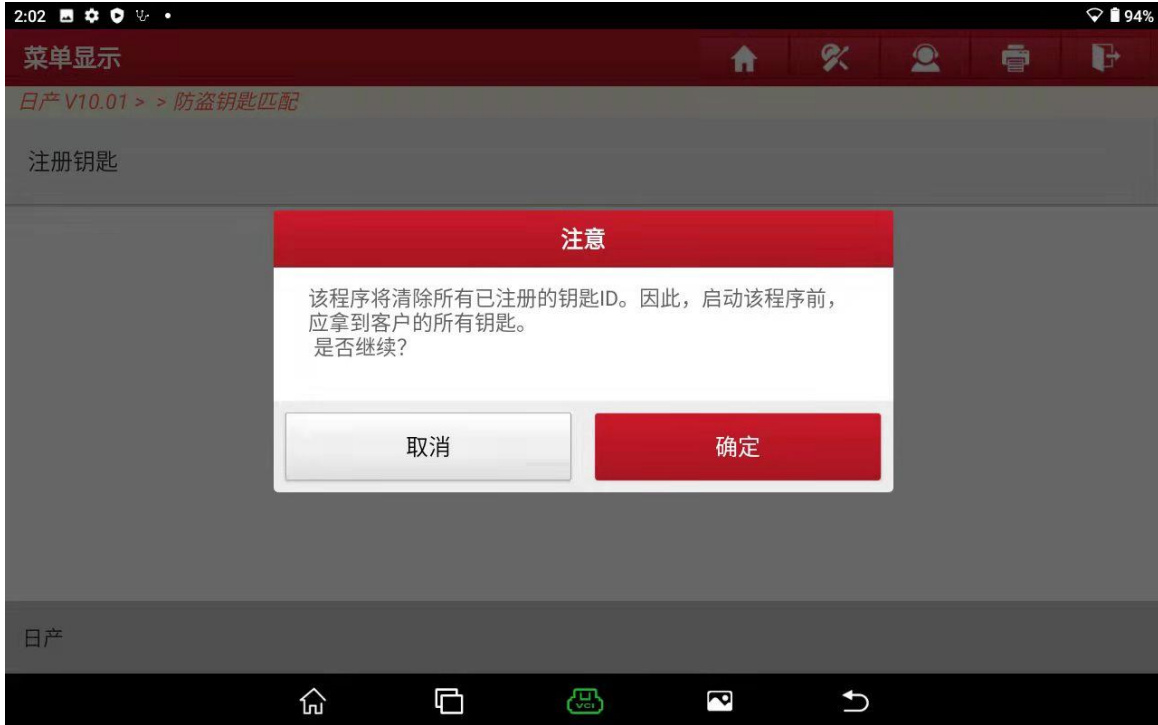 2:02
94%
菜单显示
日产 V10.01 > > 防盗钥匙匹配
注册钥匙
注意
该程序将清除所有已注册的钥匙ID。因此，启动该程序前，
应拿到客户的所有钥匙。
是否继续？
取消
确定
日产
VCI